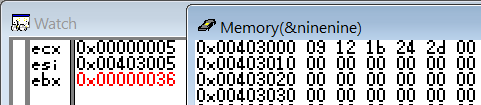 Watch
Memory(&ninenine)
ecx 0x00000005
esi 0x00403005
ebx 0x00000036
0x00403000 09 12 1b 24 2d 00
0x00403010 00 00 00 00 00 00
0x00403020 00 00 00 00 00 00
0x00403030 00 00 00 00 00 00